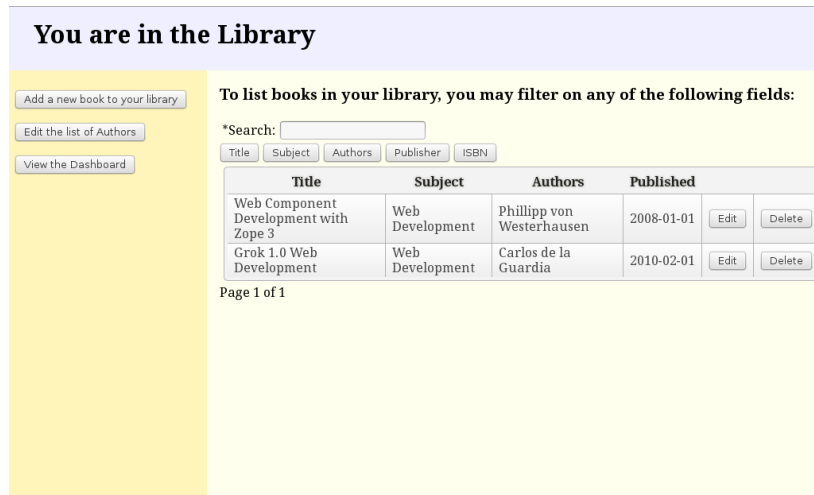 You are in the Library
Add a new book to your library
Edit the list of Authors
View the Dashboard
To list books in your library, you may filter on any of the following fields:
*Search:
Title Subject Authors Publisher ISBN
Title Subject Authors Published
Web Component
Development with
Zope 3
Web
Development
Phillipp von
Westerhausen
2008-01-01
Edit
Delete
Grok 1.0 Web
Development
Web
Development
Carlos de la
Guardia
2010-02-01
Edit
Delete
Page 1 of 1